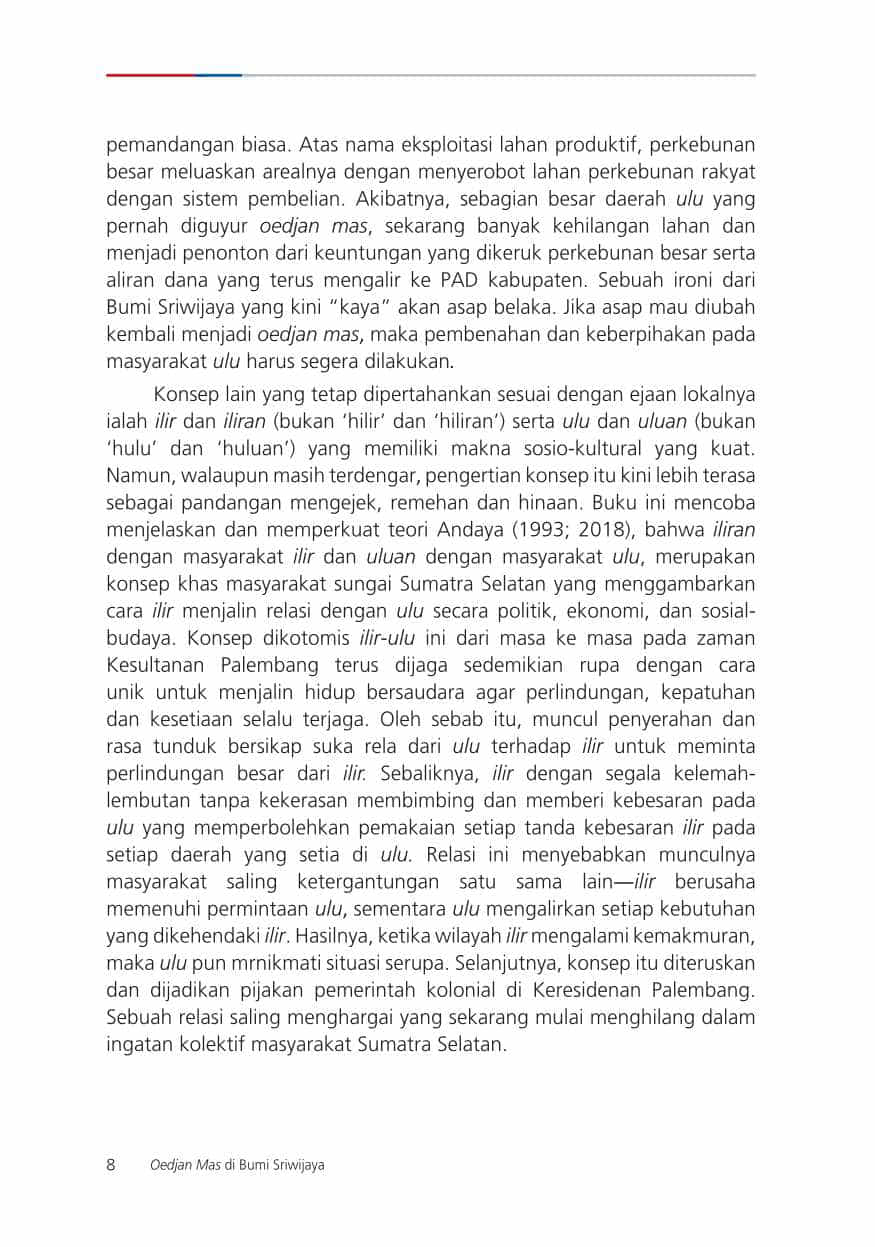 pemandangan biasa. Atas nama eksploitasi lahan produktif, perkebunan
besar meluaskan arealnya dengan menyerobot lahan perkebunan rakyat
dengan sistem pembelian. Akibatnya, sebagian besar daerah ulu yang
pernah diguyur oedjan mas, sekarang banyak kehilangan lahan dan
menjadi penonton dari keuntungan yang dikeruk perkebunan besar serta
aliran dana yang terus mengalir ke PAD kabupaten. Sebuah ironi dari
Bumi Sriwijaya yang kini “kaya” akan asap belaka. Jika asap mau diubah
kembali menjadi oedjan mas, maka pembenahan dan keberpihakan pada
masyarakat ulu harus segera dilakukan.
Konsep lain yang tetap dipertahankan sesuai dengan ejaan lokalnya
ialah ilir dan iliran (bukan ‘hilir’ dan ‘hiliran’) serta ulu dan uluan (bukan
‘hulu’ dan ‘huluan’) yang memiliki makna sosio-kultural yang kuat.
Namun, walaupun masih terdengar, pengertian konsep itu kini lebih terasa
sebagai pandangan mengejek, remehan dan hinaan. Buku ini mencoba
menjelaskan dan memperkuat teori Andaya (1993; 2018), bahwa iliran
dengan masyarakat ilir dan uluan dengan masyarakat ulu, merupakan
konsep khas masyarakat sungai Sumatra Selatan yang menggambarkan
cara ilir menjalin relasi dengan ulu secara politik, ekonomi, dan sosial-
budaya. Konsep dikotomis ilir-ulu ini dari masa ke masa pada zaman
Kesultanan Palembang terus dijaga sedemikian rupa dengan cara
unik untuk menjalin hidup bersaudara agar perlindungan, kepatuhan
dan kesetiaan selalu terjaga. Oleh sebab itu, muncul penyerahan dan
rasa tunduk bersikap suka rela dari ulu terhadap ilir untuk meminta
perlindungan besar dari ilir. Sebaliknya, ilir dengan segala kelemah-
lembutan tanpa kekerasan membimbing dan memberi kebesaran pada
ulu yang memperbolehkan pemakaian setiap tanda kebesaran ilir pada
setiap daerah yang setia di ulu. Relasi ini menyebabkan munculnya
masyarakat saling ketergantungan satu sama lain—ilir berusaha
memenuhi permintaan ulu, sementara ulu mengalirkan setiap kebutuhan
yang dikehendaki ilir. Hasilnya, ketika wilayah ilir mengalami kemakmuran,
maka ulu pun mrnikmati situasi serupa. Selanjutnya, konsep itu diteruskan
dan dijadikan pijakan pemerintah kolonial di Keresidenan Palembang.
Sebuah relasi saling menghargai yang sekarang mulai menghilang dalam
ingatan kolektif masyarakat Sumatra Selatan.
8 Oedjan Mas di Bumi Sriwijaya